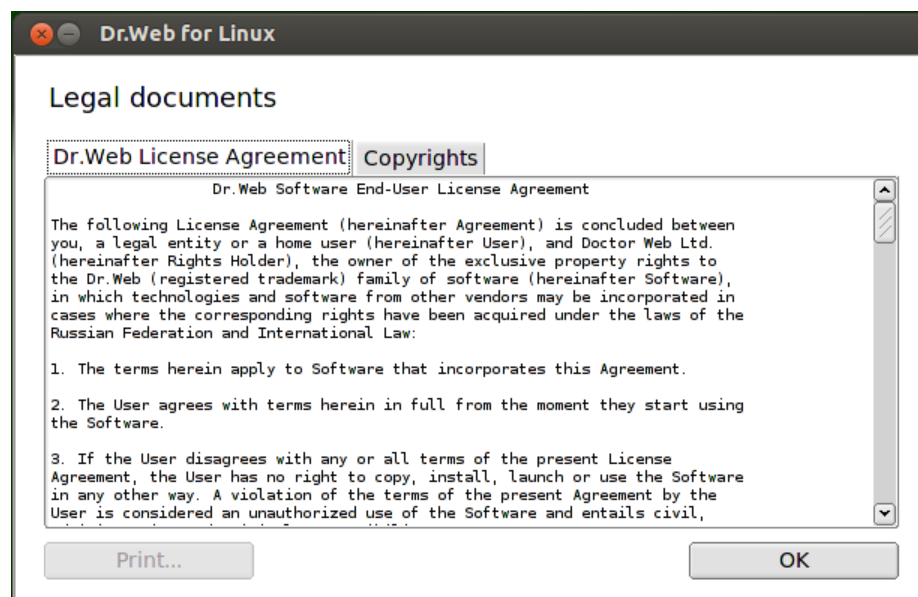 Dr.Web for Linux
Legal documents
Dr.Web License Agreement
Copyrights
Dr.Web Software End-User License Agreement
The following License Agreement (hereinafter Agreement) is concluded between
you, a legal entity or a home user (hereinafter User), and Doctor Web Ltd.
(hereinafter Rights Holder), the owner of the exclusive property rights to
the Dr.Web (registered trademark) family of software (hereinafter Software),
in which technologies and software from other vendors may be incorporated in
cases where the corresponding rights have been acquired under the laws of the
Russian Federation and International Law:
1. The terms herein apply to Software that incorporates this Agreement.
2. The User agrees with terms herein in full from the moment they start using
the Software.
3. If the User disagrees with any or all terms of the present License
Agreement, the User has no right to copy, install, launch or use the Software
in any other way. A violation of the terms of the present Agreement by the
User is considered an unauthorized use of the Software and entails civil,
Print...
OK